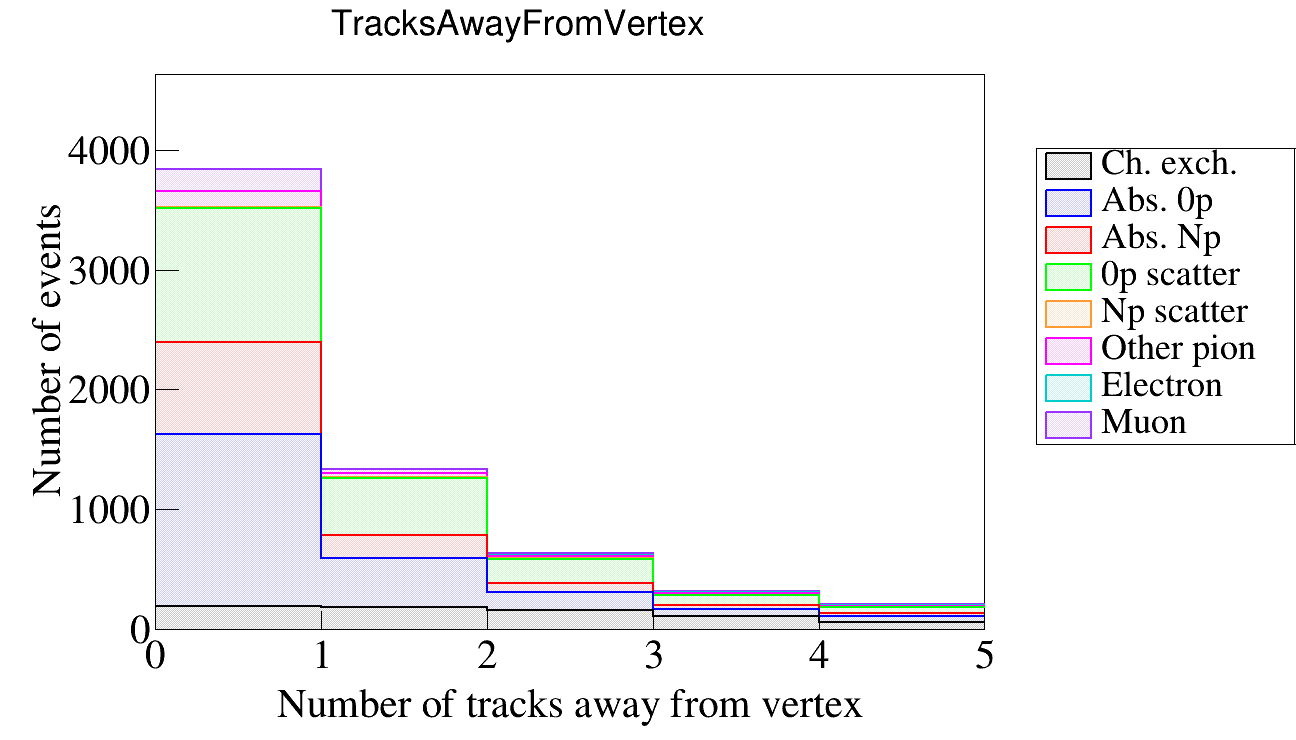 TracksAwayFromVertex
Number of events
4000
3000
2000
1000
0
0 1 2 3 4 5
Number of tracks away from vertex
Ch. exch.
Abs. 0p
Abs. Np
0p scatter
Np scatter
Other pion
Electron
Muon